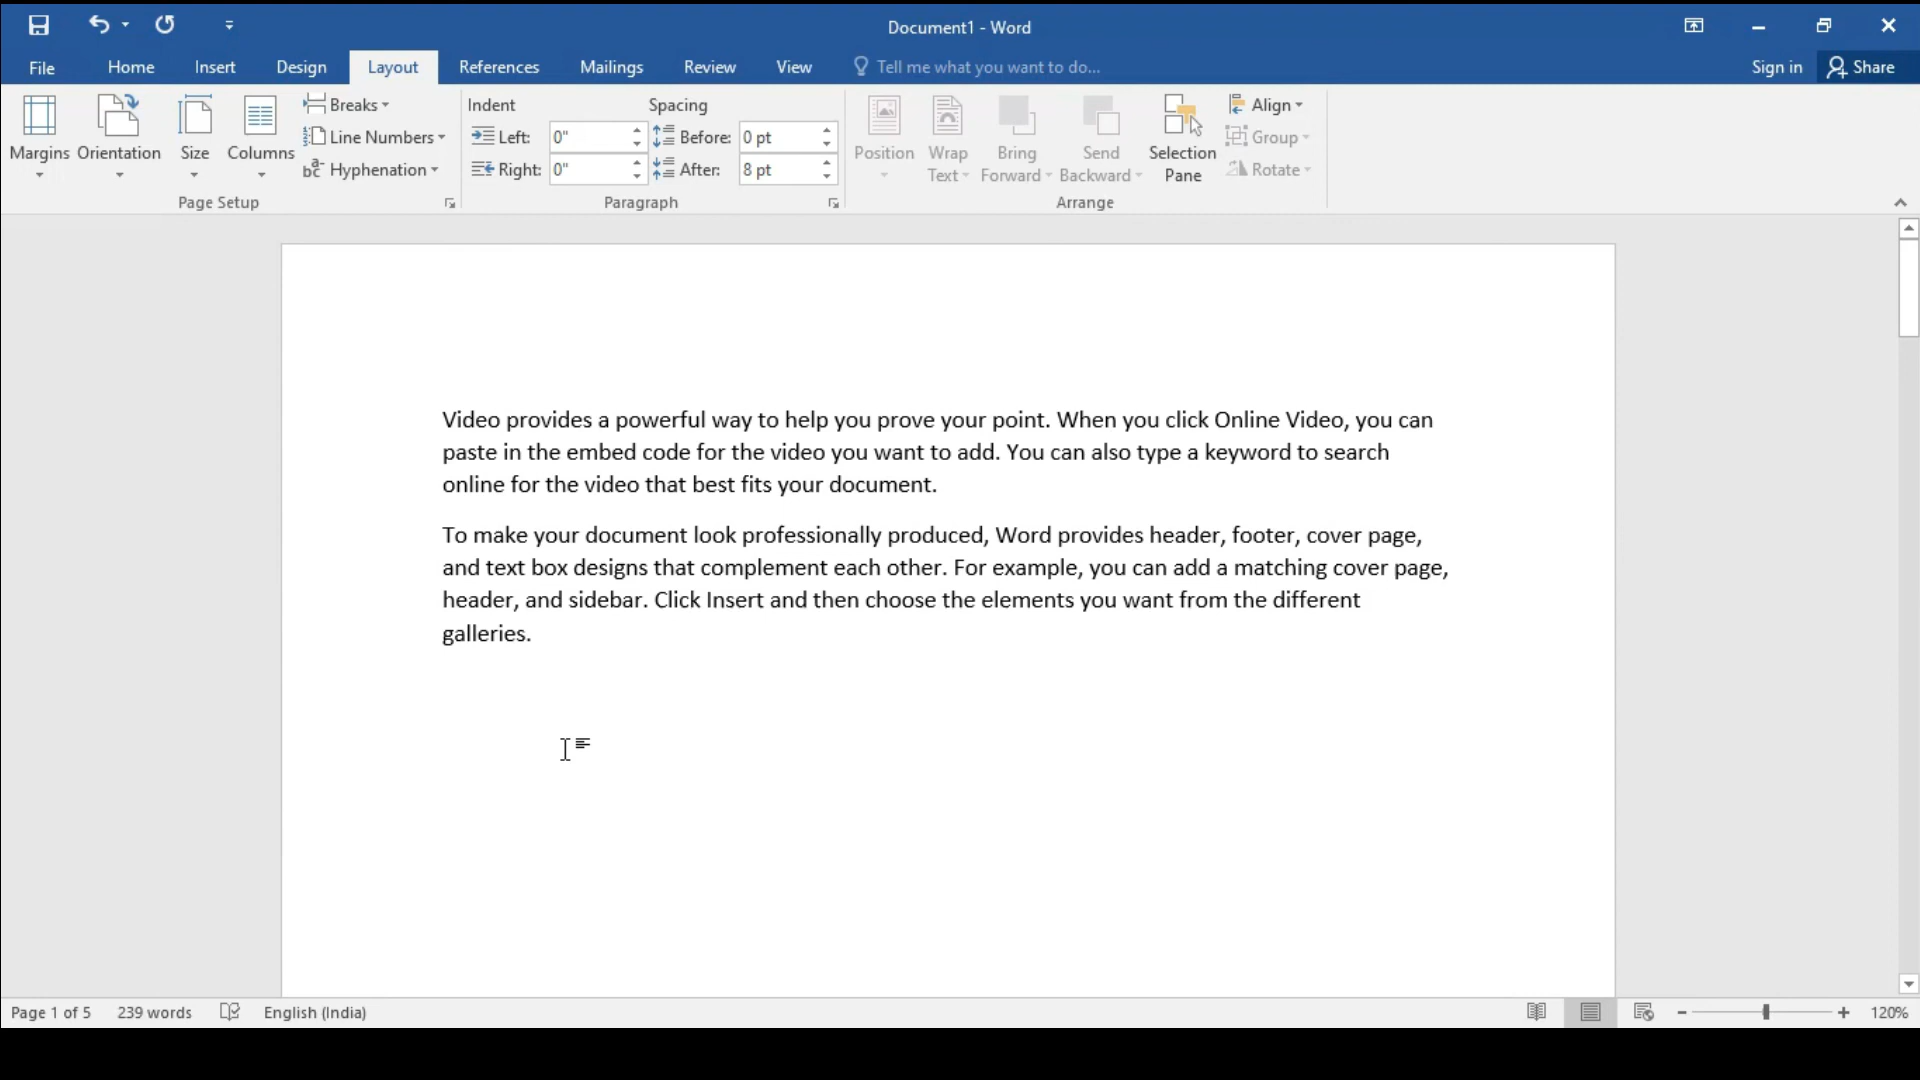 Document1 - Word
File Home Insert Design Layout References Mailings Review View Tell me what you want to do... Sign in Share
Margins Orientation Size Columns
Breaks
Line Numbers
Hyphenation
Page Setup
Indent Spacing
Left: 0" Before: 0 pt
Right: 0" After: 8 pt
Paragraph
Position Wrap Text Bring Forward Send Backward Selection Pane
Align
Group
Rotate
Arrange
Video provides a powerful way to help you prove your point. When you click Online Video, you can
paste in the embed code for the video you want to add. You can also type a keyword to search
online for the video that best fits your document.
To make your document look professionally produced, Word provides header, footer, cover page,
and text box designs that complement each other. For example, you can add a matching cover page,
header, and sidebar. Click Insert and then choose the elements you want from the different
galleries.
Page 1 of 5 239 words English (India) 120%